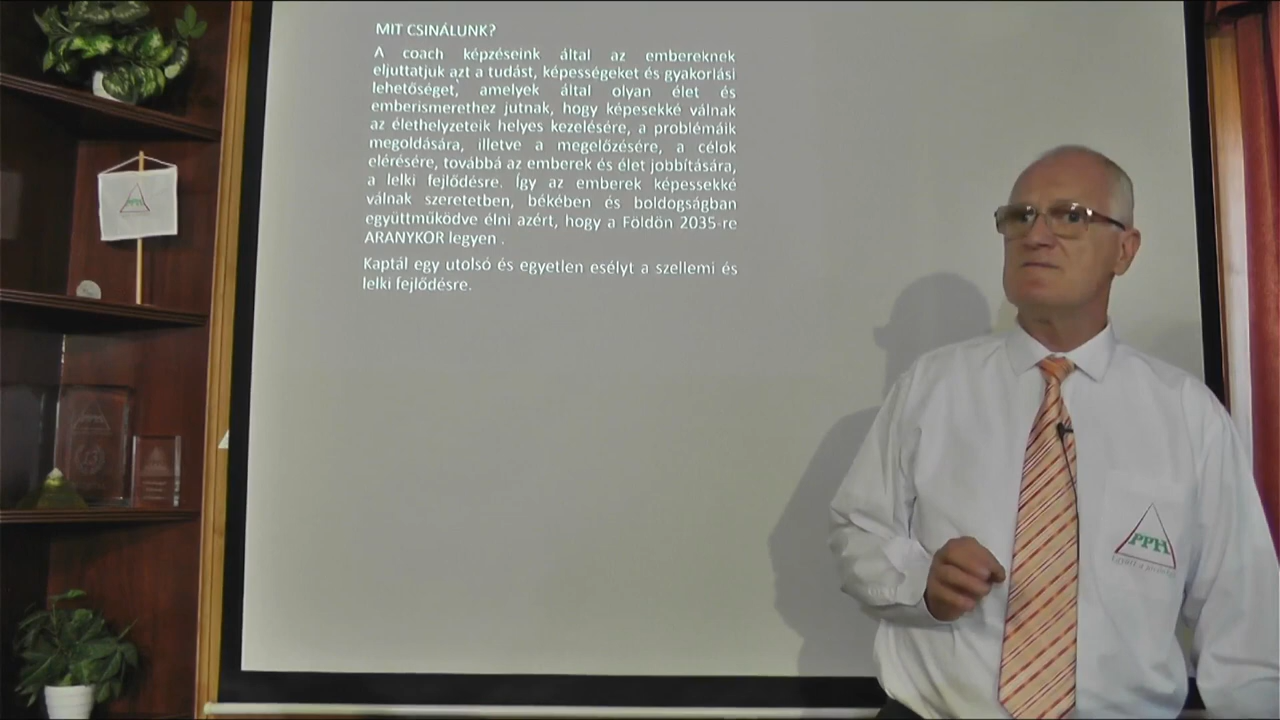 MIT CSINÁLUNK?
A coach képzéseink által az embereknek
eljuttatjuk azt a tudást, képességeket és gyakorlási
lehetőséget, amelyek által olyan élet és
emberismerethez jutnak, hogy képesekké válnak
az élethelyzeteik helyes kezelésére, a problémáik
megoldására, illetve a megelőzésére, a célok
elérésére, továbbá az emberek és élet jobbítására,
a lelki fejlődésre. Így az emberek képessekké
válnak szeretetben, békében és boldogságban
együttműködve élni azért, hogy a Földön 2035-re
ARANYKOR legyen .
Kaptál egy utolsó és egyetlen esélyt a szellemi és
lelki fejlődésre.
PPH
PPH
PPH